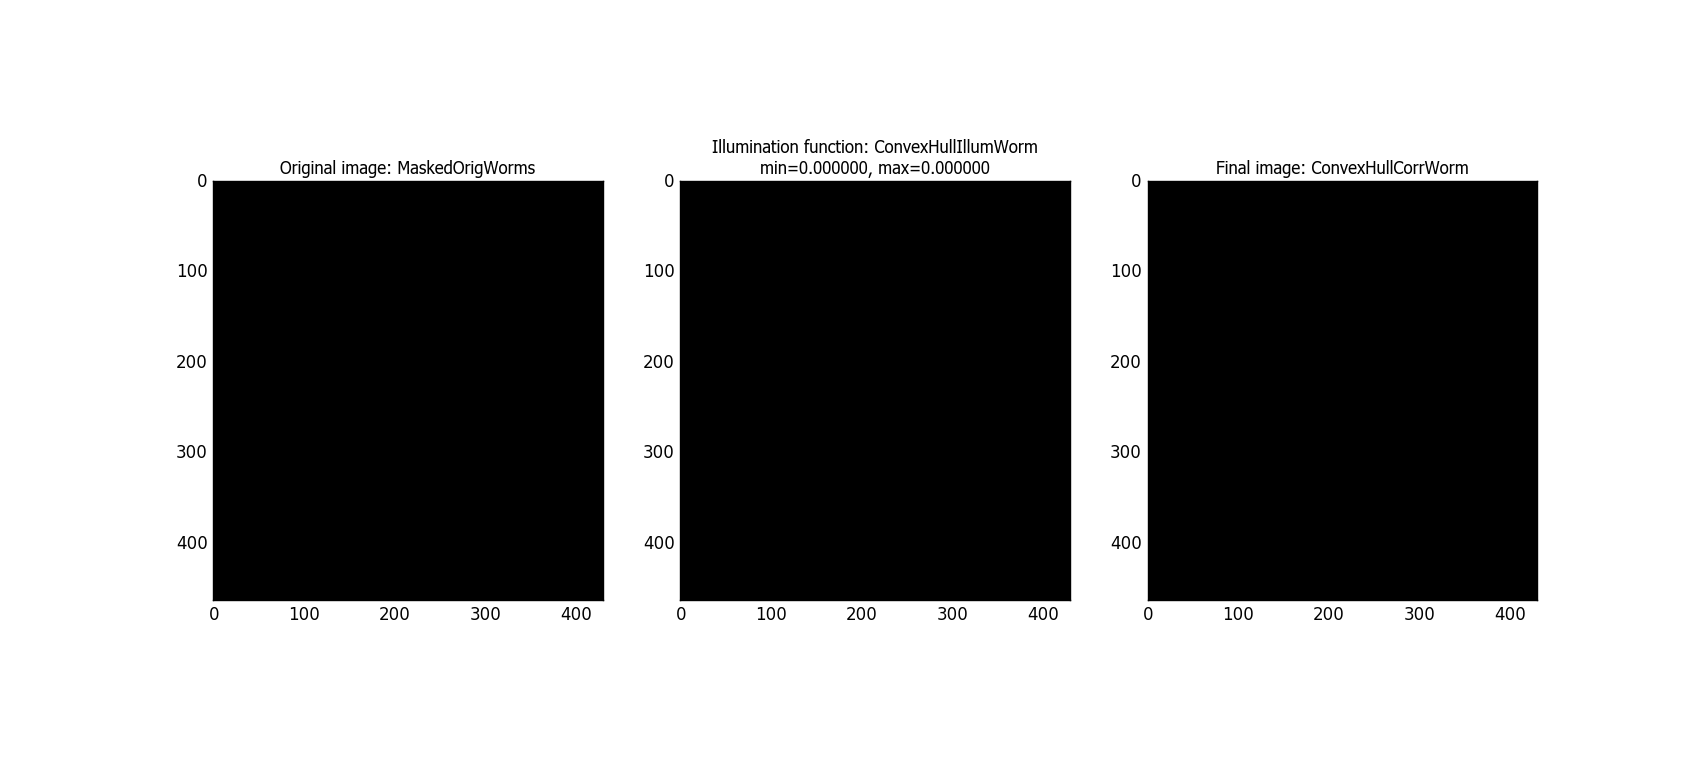 Original image: MaskedOrigWorms
0
100
200
300
400
0 100 200 300 400
Illumination function: ConvexHullIllumWorm
min=0.000000, max=0.000000
0
100
200
300
400
0 100 200 300 400
Final image: ConvexHullCorrWorm
0
100
200
300
400
0 100 200 300 400